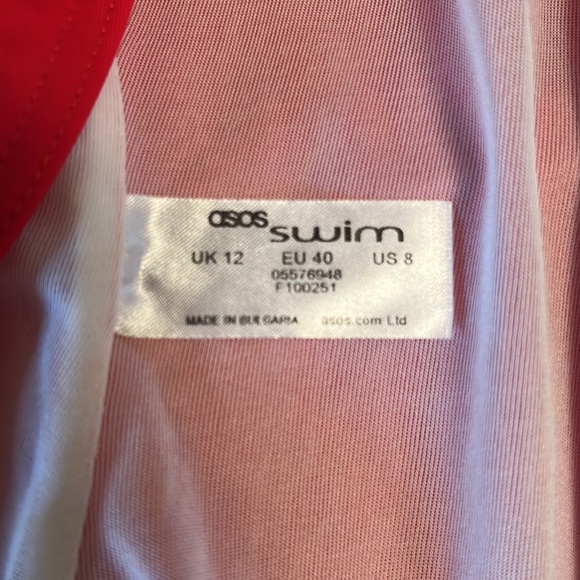 asos swim
UK 12 EU 40 US 8
05576948
F100251
MADE IN BULGARIA asos.com Ltd